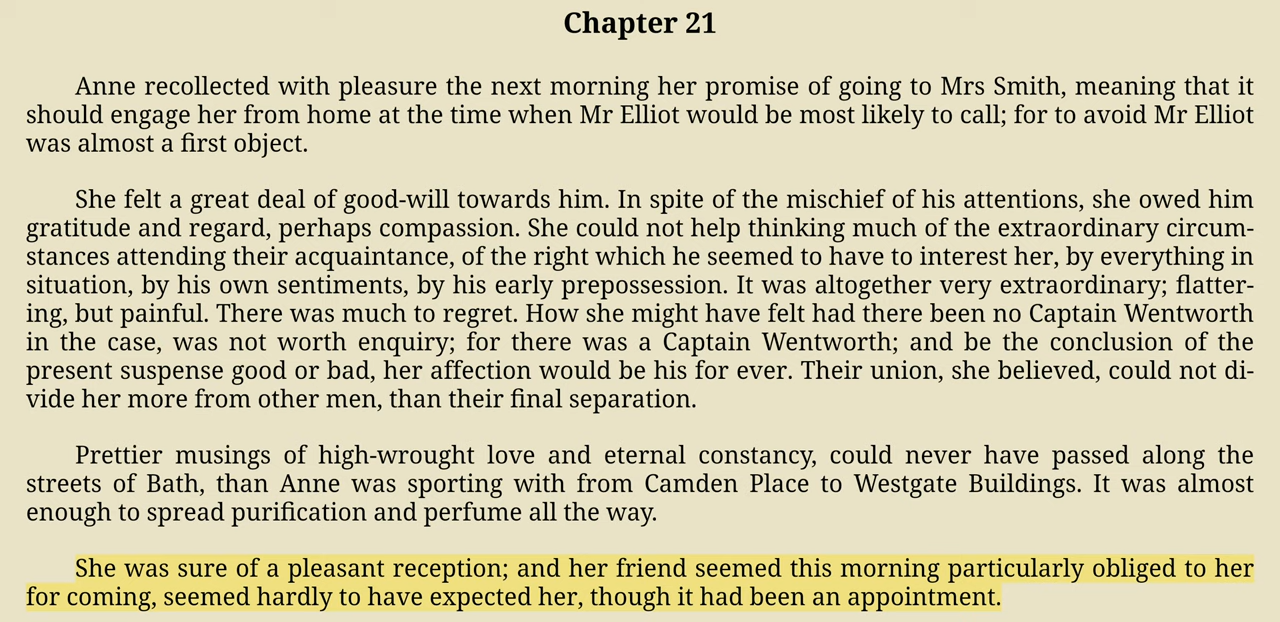 Chapter 21
Anne recollected with pleasure the next morning her promise of going to Mrs Smith, meaning that it
should engage her from home at the time when Mr Elliot would be most likely to call; for to avoid Mr Elliot
was almost a first object.
She felt a great deal of good-will towards him. In spite of the mischief of his attentions, she owed him
gratitude and regard, perhaps compassion. She could not help thinking much of the extraordinary circum-
stances attending their acquaintance, of the right which he seemed to have to interest her, by everything in
situation, by his own sentiments, by his early prepossession. It was altogether very extraordinary; flatter-
ing, but painful. There was much to regret. How she might have felt had there been no Captain Wentworth
in the case, was not worth enquiry; for there was a Captain Wentworth; and be the conclusion of the
present suspense good or bad, her affection would be his for ever. Their union, she believed, could not di-
vide her more from other men, than their final separation.
Prettier musings of high-wrought love and eternal constancy, could never have passed along the
streets of Bath, than Anne was sporting with from Camden Place to Westgate Buildings. It was almost
enough to spread purification and perfume all the way.
She was sure of a pleasant reception; and her friend seemed this morning particularly obliged to her
for coming, seemed hardly to have expected her, though it had been an appointment.